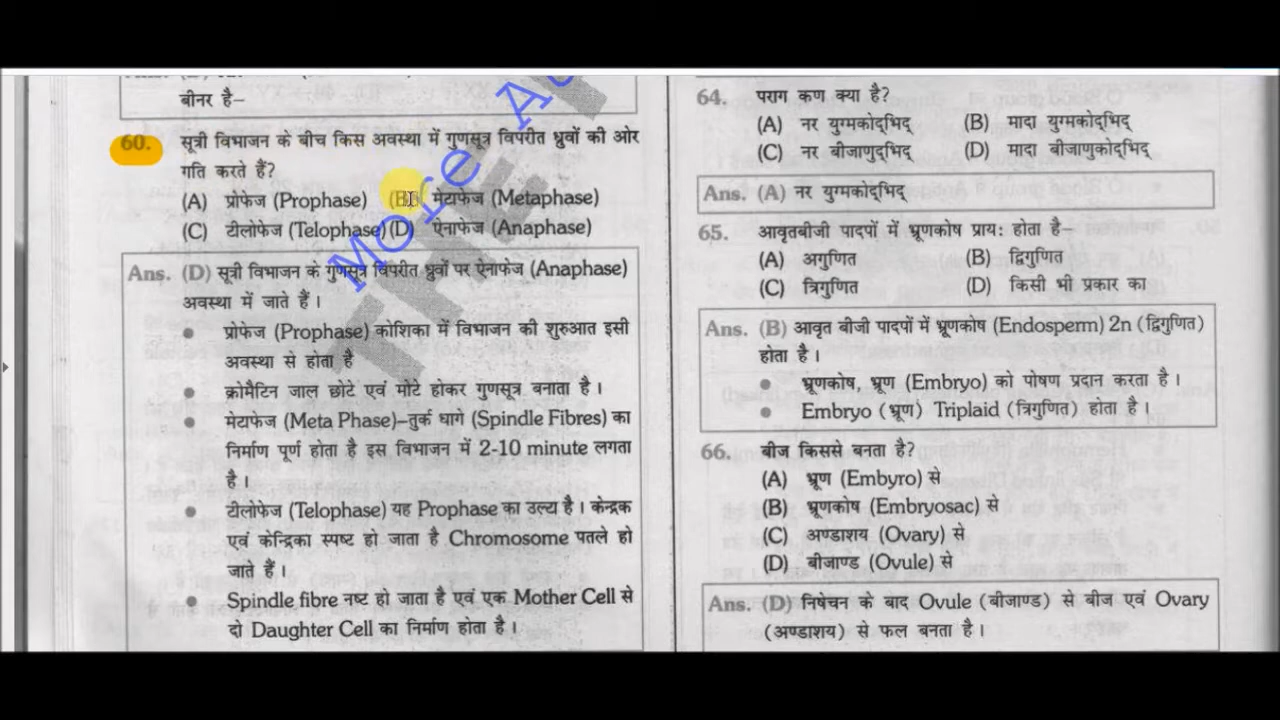 बीनर है–
60. सूत्री विभाजन के बीच किस अवस्था में गुणसूत्र विपरीत ध्रुवों की ओर
गति करते हैं?
(A) प्रोफेज (Prophase) (B) मेटाफेज (Metaphase)
(C) टीलोफेज (Telophase) (D) ऐनाफेज (Anaphase)
Ans. (D) सूत्री विभाजन के गुणसूत्र विपरीत ध्रुवों पर ऐनाफेज (Anaphase)
अवस्था में जाते हैं।
● प्रोफेज (Prophase) कोशिका में विभाजन की शुरुआत इसी
अवस्था से होता है
● क्रोमैटिन जाल छोटे एवं मोटे होकर गुणसूत्र बनाता है।
● मेटाफेज (Meta Phase)–तुर्क धागे (Spindle Fibres) का
निर्माण पूर्ण होता है इस विभाजन में 2-10 minute लगता
है।
● टीलोफेज (Telophase) यह Prophase का उल्टा है। केन्द्रक
एवं केन्द्रिका स्पष्ट हो जाता है Chromosome पतले हो
जाते हैं।
● Spindle fibre नष्ट हो जाता है एवं एक Mother Cell से
दो Daughter Cell का निर्माण होता है।
More
64. पराग कण क्या है?
(A) नर युग्मकोद्‌भिद् (B) मादा युग्मकोद्‌भिद्
(C) नर बीजाणुद्‌भिद् (D) मादा बीजाणुकोद्‌भिद्
Ans. (A) नर युग्मकोद्‌भिद्
65. आवृतबीजी पादपों में भ्रूणकोष प्राय: होता है–
(A) अगुणित (B) द्विगुणित
(C) त्रिगुणित (D) किसी भी प्रकार का
Ans. (B) आवृत बीजी पादपों में भ्रूणकोष (Endosperm) 2n (द्विगुणित)
होता है।
● भ्रूणकोष, भ्रूण (Embryo) को पोषण प्रदान करता है।
● Embryo (भ्रूण) Triplaid (त्रिगुणित) होता है।
66. बीज किससे बनता है?
(A) भ्रूण (Embyro) से
(B) भ्रूणकोष (Embryosac) से
(C) अण्डाशय (Ovary) से
(D) बीजाण्ड (Ovule) से
Ans. (D) निषेचन के बाद Ovule (बीजाण्ड) से बीज एवं Ovary
(अण्डाशय) से फल बनता है।